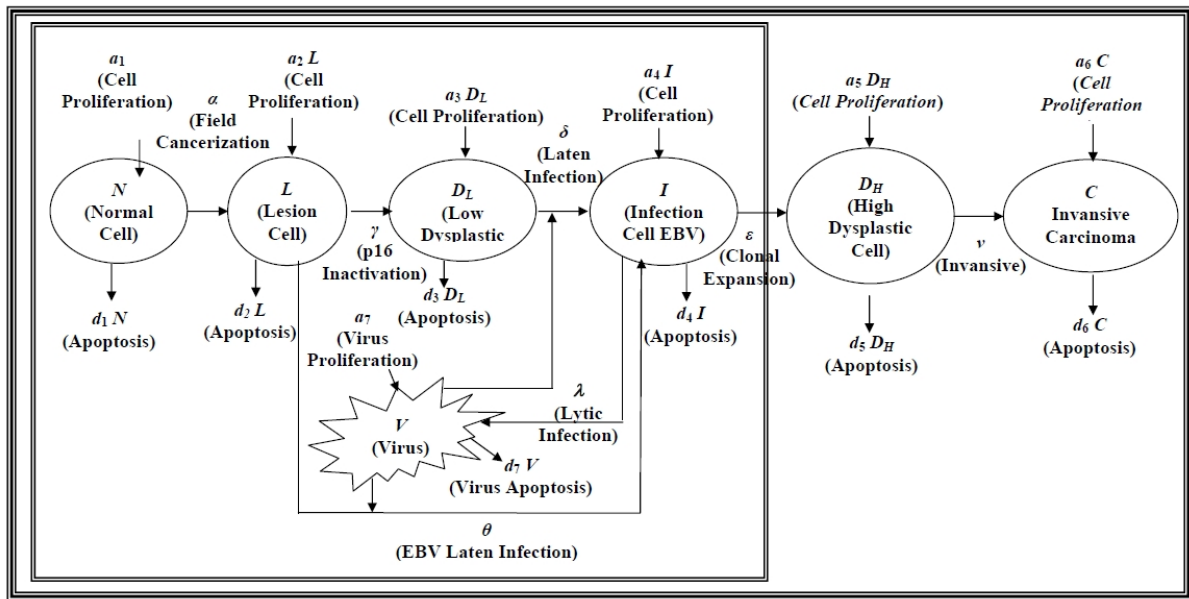 a1
(Cell
Proliferation)
α
(Field
Cancerization
a2 L
(Cell
Proliferation)
a3 DL
(Cell Proliferation)
δ
(Laten
Infection)
a4 I
(Cell
Proliferation)
a5 DH
(Cell Proliferation)
a6 C
(Cell
Proliferation
N
(Normal
Cell)
L
(Lesion
Cell)
γ
(p16
Inactivation)
DL
(Low
Dysplastic
I
(Infection
Cell EBV)
ε
(Clonal
Expansion)
DH
(High
Dysplastic
Cell)
v
(Invansive)
C
Invansive
Carcinoma
d1 N
(Apoptosis)
d2 L
(Apoptosis)
d3 DL
(Apoptosis)
d4 I
(Apoptosis)
d5 DH
(Apoptosis)
d6 C
(Apoptosis)
a7
(Virus
Proliferation)
λ
(Lytic
Infection)
V
(Virus)
d7 V
(Virus Apoptosis)
θ
(EBV Laten Infection)